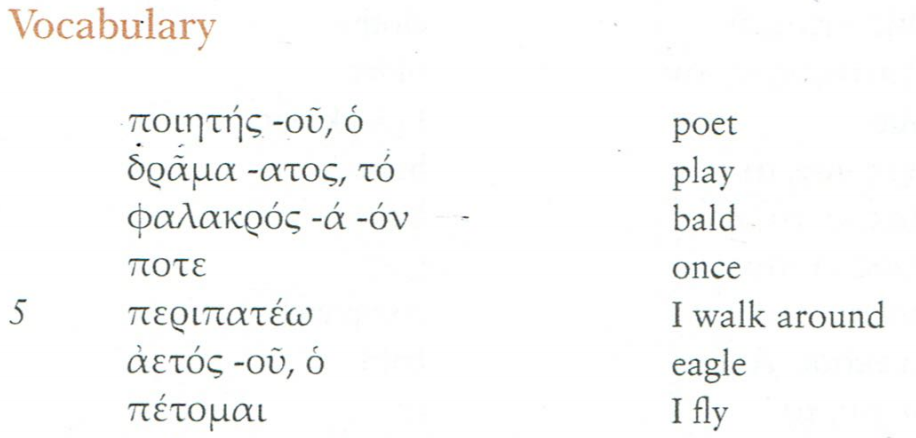 Vocabulary
ποιητής -οῦ, ὁ poet
δρᾶμα -ατος, τό play
φαλακρός -ά -όν bald
ποτε once
5 περιπατέω I walk around
ἀετός -οῦ, ὁ eagle
πέτομαι I fly